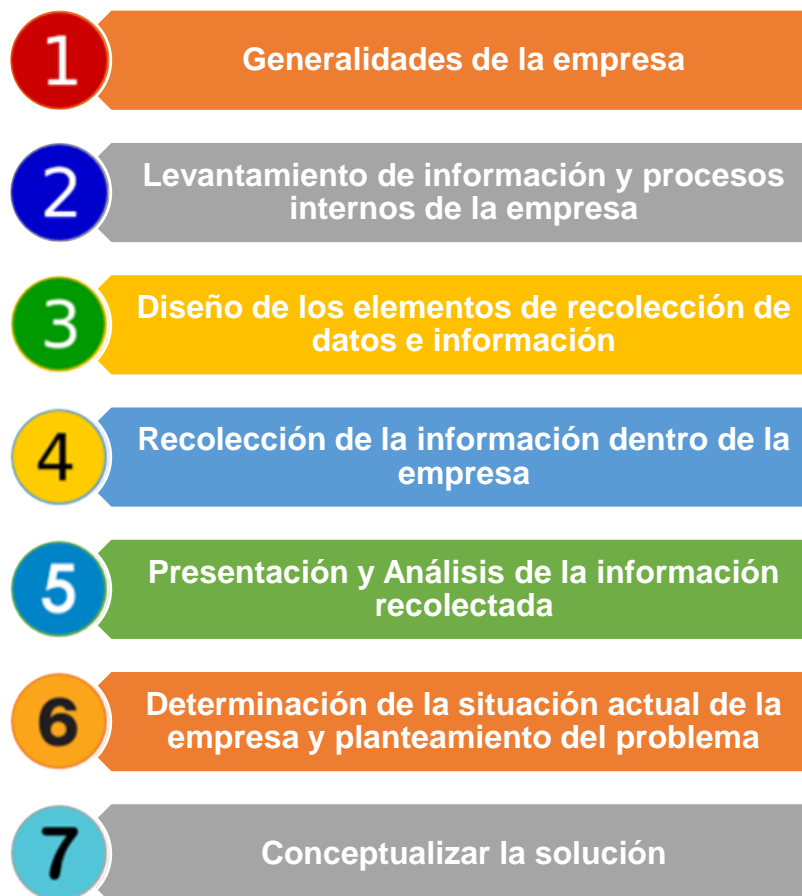 1
Generalidades de la empresa
2
Levantamiento de información y procesos
internos de la empresa
3
Diseño de los elementos de recolección de
datos e información
4
Recolección de la información dentro de la
empresa
5
Presentación y Análisis de la información
recolectada
6
Determinación de la situación actual de la
empresa y planteamiento del problema
7
Conceptualizar la solución